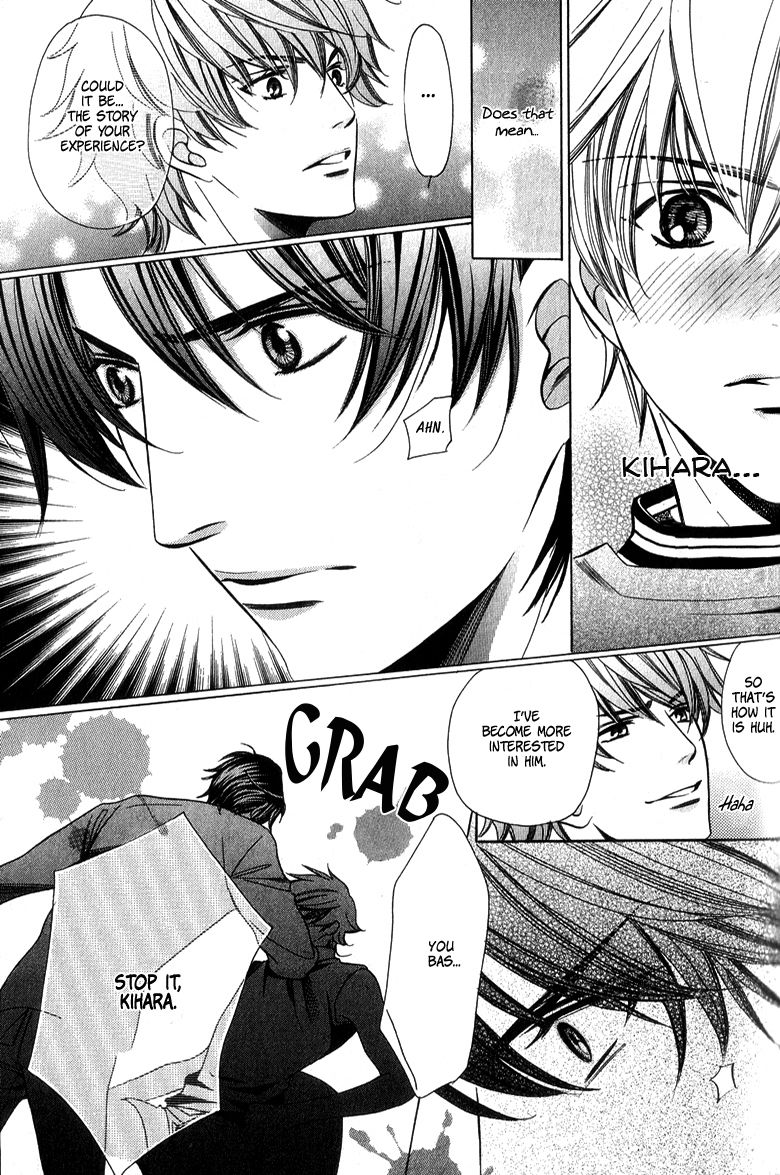 KIHARA...
Does that
mean...
...
COULD
IT BE...
THE STORY
OF YOUR
EXPERIENCE?
AHN.
SO
THAT'S
HOW IT
IS HUH.
Haha
I'VE
BECOME MORE
INTERESTED
IN HIM.
YOU
BAS...
GRAB
STOP IT,
KIHARA.